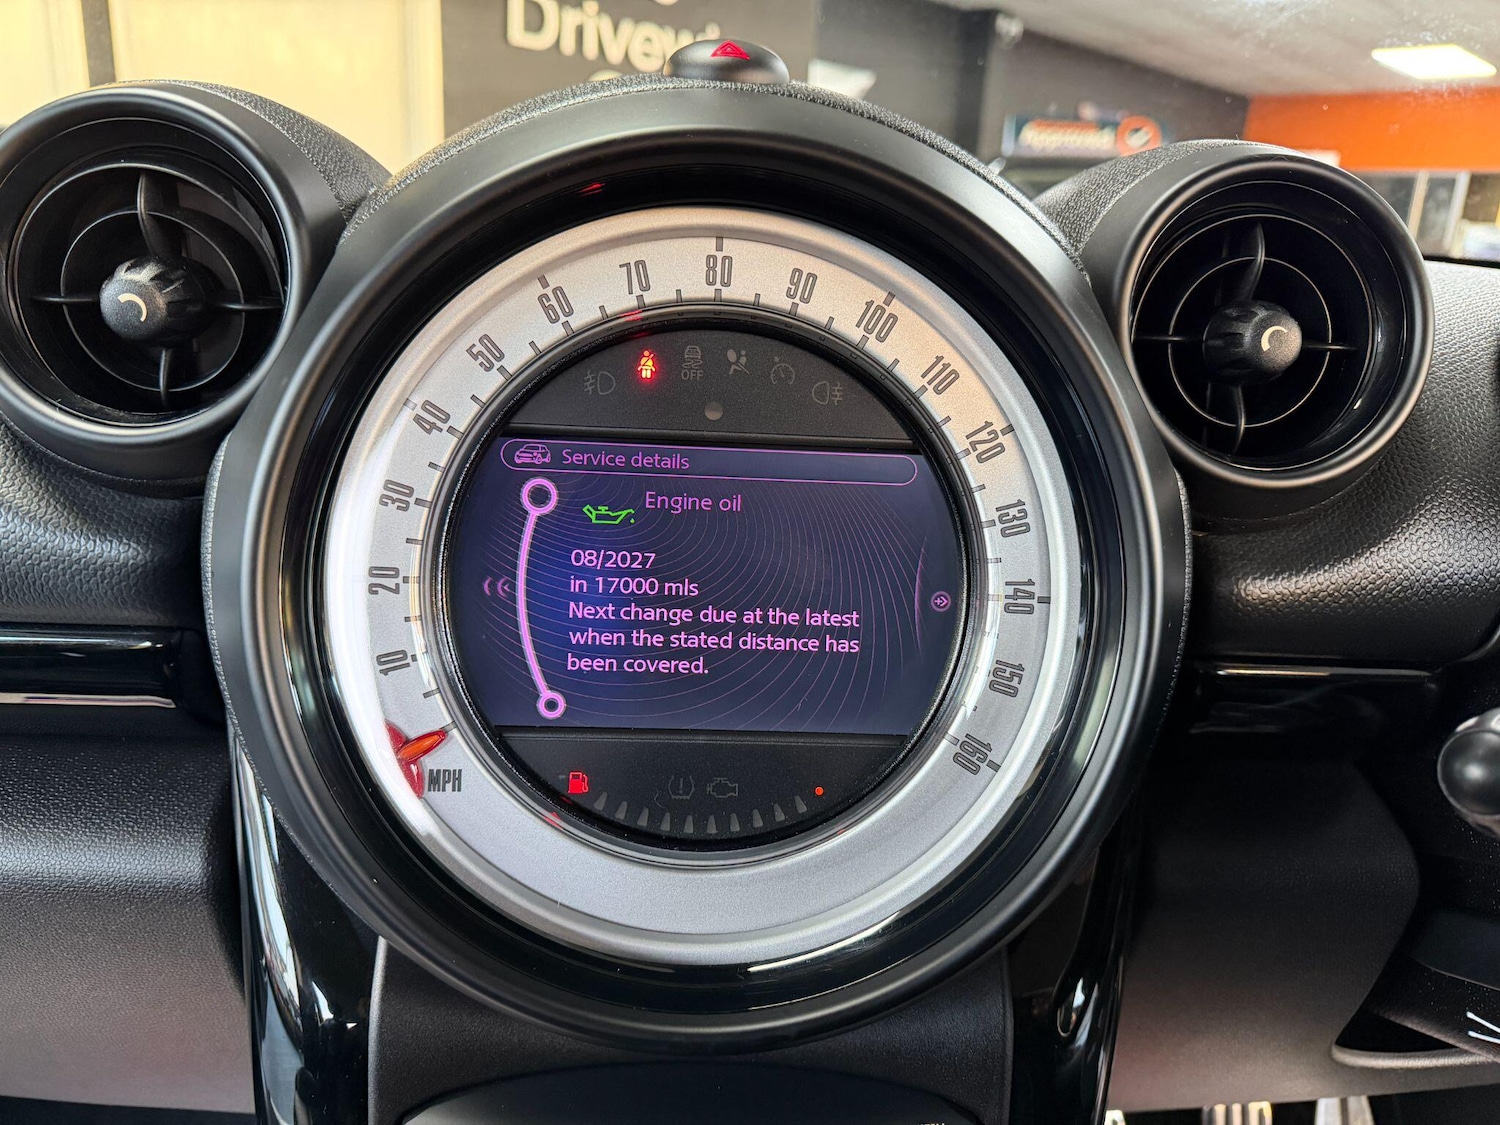 Drivew
Approved
10
20
30
40
50
60
70
80
90
100
110
120
130
140
150
160
MPH
OFF
Service details
Engine oil
08/2027
in 17000 mls
Next change due at the latest
when the stated distance has
been covered.